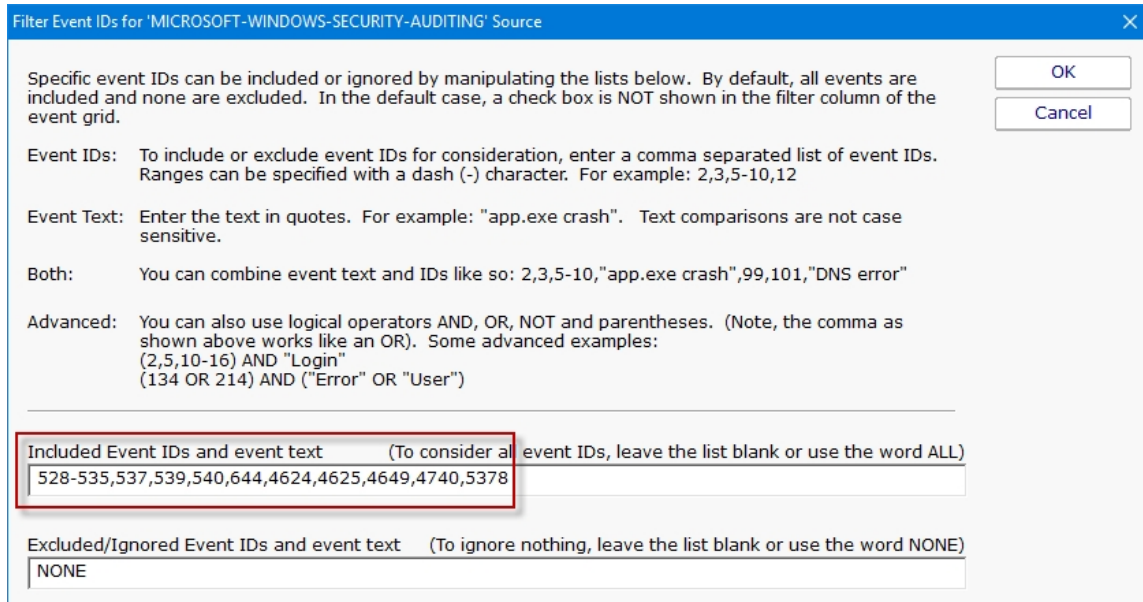 Filter Event IDs for 'MICROSOFT-WINDOWS-SECURITY-AUDITING' Source
Specific event IDs can be included or ignored by manipulating the lists below. By default, all events are
included and none are excluded. In the default case, a check box is NOT shown in the filter column of the
event grid.
OK
Cancel
Event IDs: To include or exclude event IDs for consideration, enter a comma separated list of event IDs.
Ranges can be specified with a dash (-) character. For example: 2,3,5-10,12
Event Text: Enter the text in quotes. For example: "app.exe crash". Text comparisons are not case
sensitive.
Both: You can combine event text and IDs like so: 2,3,5-10,"app.exe crash",99,101,"DNS error"
Advanced: You can also use logical operators AND, OR, NOT and parentheses. (Note, the comma as
shown above works like an OR). Some advanced examples:
(2,5,10-16) AND "Login"
(134 OR 214) AND ("Error" OR "User")
Included Event IDs and event text (To consider all event IDs, leave the list blank or use the word ALL)
528-535,537,539,540,644,4624,4625,4649,4740,5378
Excluded/Ignored Event IDs and event text (To ignore nothing, leave the list blank or use the word NONE)
NONE